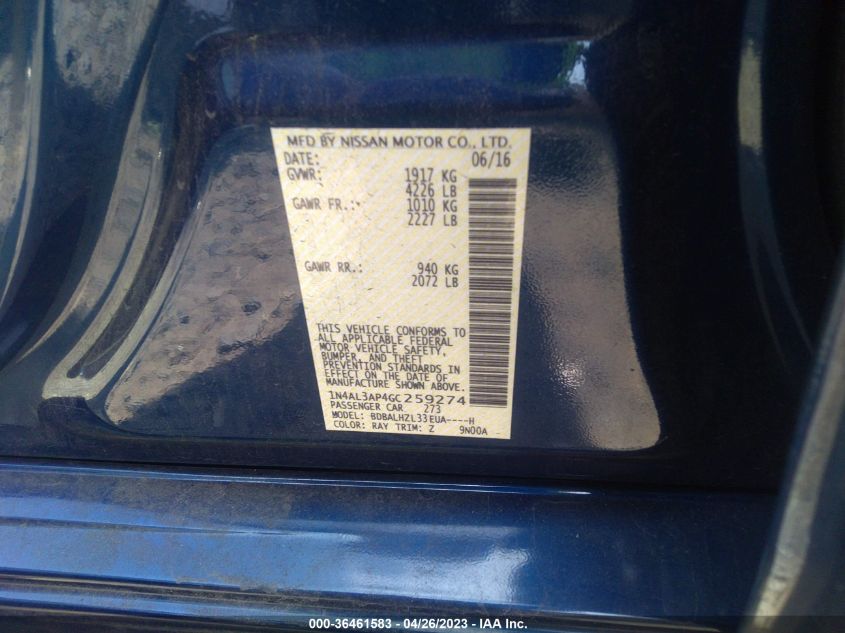 MFD BY NISSAN MOTOR CO., LTD.
DATE: 06/16
GVWR: 1917 KG
4226 LB
GAWR FR.: 1010 KG
2227 LB
GAWR RR.: 940 KG
2072 LB
THIS VEHICLE CONFORMS TO
ALL APPLICABLE FEDERAL
MOTOR VEHICLE SAFETY,
BUMPER, AND THEFT
PREVENTION STANDARDS IN
EFFECT ON THE DATE OF
MANUFACTURE SHOWN ABOVE.
1N4AL3AP4GC259274
PASSENGER CAR 273
MODEL: BDBALHZL33EUA----H
COLOR: RAY TRIM: Z 9N00A
000-36461583 - 04/26/2023 - IAA Inc.